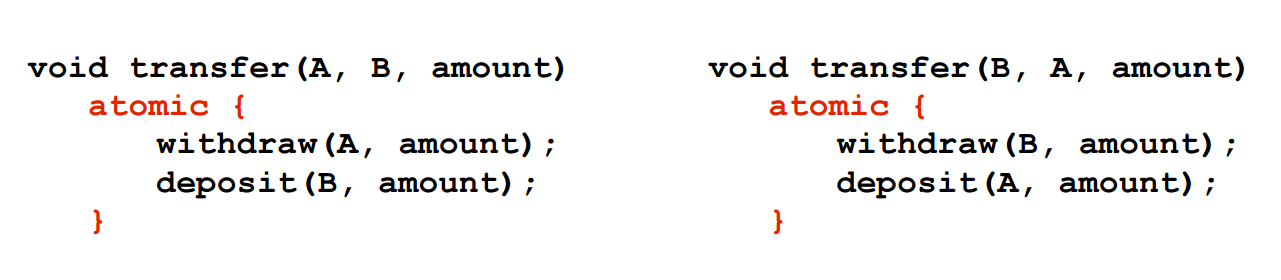 void transfer(A, B, amount)
atomic {
withdraw(A, amount);
deposit(B, amount);
}
void transfer(B, A, amount)
atomic {
withdraw(B, amount);
deposit(A, amount);
}